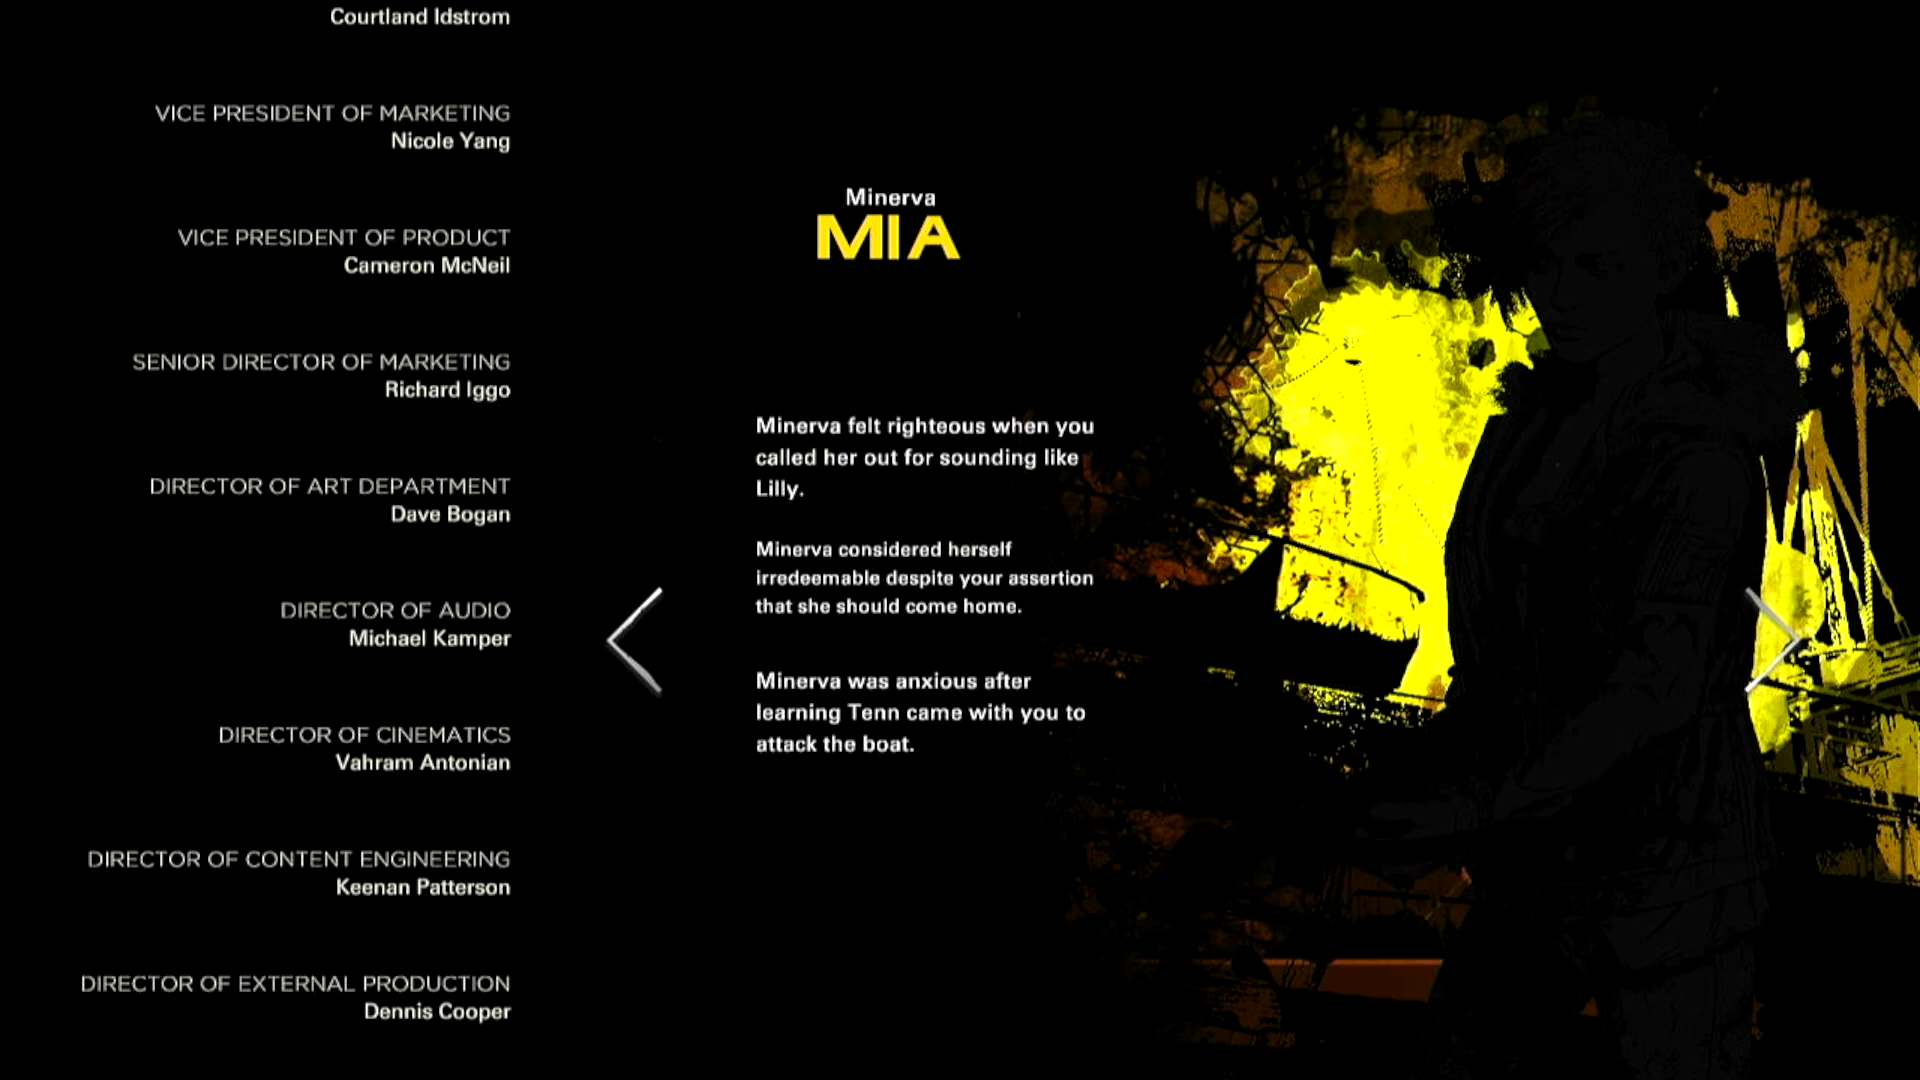 Courtland Idstrom
VICE PRESIDENT OF MARKETING
Nicole Yang
VICE PRESIDENT OF PRODUCT
Cameron McNeil
SENIOR DIRECTOR OF MARKETING
Richard Iggo
DIRECTOR OF ART DEPARTMENT
Dave Bogan
DIRECTOR OF AUDIO
Michael Kamper
DIRECTOR OF CINEMATICS
Vahram Antonian
DIRECTOR OF CONTENT ENGINEERING
Keenan Patterson
DIRECTOR OF EXTERNAL PRODUCTION
Dennis Cooper
Minerva
MIA
Minerva felt righteous when you
called her out for sounding like
Lilly.
Minerva considered herself
irredeemable despite your assertion
that she should come home.
Minerva was anxious after
learning Tenn came with you to
attack the boat.